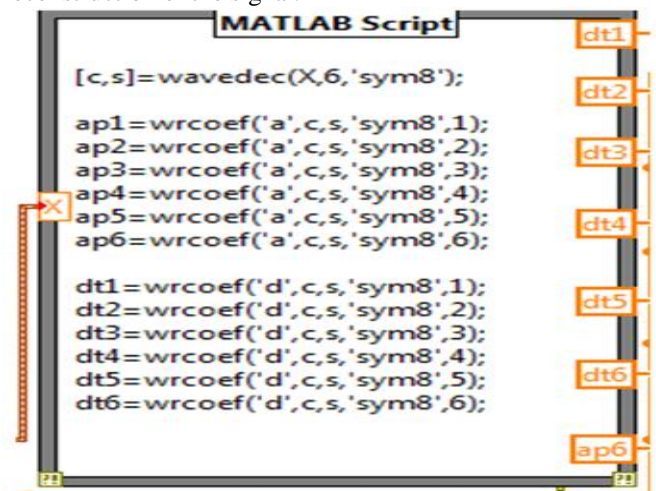 MATLAB Script
[c,s]=wavedec(X,6,'sym8');
ap1=wrcoef('a',c,s,'sym8',1);
ap2=wrcoef('a',c,s,'sym8',2);
ap3=wrcoef('a',c,s,'sym8',3);
ap4=wrcoef('a',c,s,'sym8',4);
ap5=wrcoef('a',c,s,'sym8',5);
ap6=wrcoef('a',c,s,'sym8',6);
dt1=wrcoef('d',c,s,'sym8',1);
dt2=wrcoef('d',c,s,'sym8',2);
dt3=wrcoef('d',c,s,'sym8',3);
dt4=wrcoef('d',c,s,'sym8',4);
dt5=wrcoef('d',c,s,'sym8',5);
dt6=wrcoef('d',c,s,'sym8',6);
X
dt1
dt2
dt3
dt4
dt5
dt6
ap6